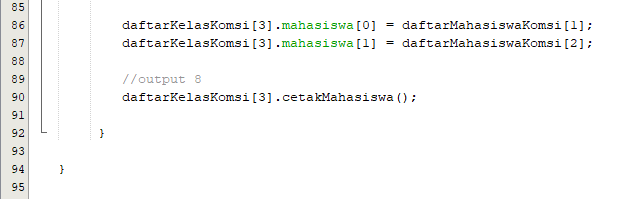 85
86 daftarKelasKomsi[3].mahasiswa[0] = daftarMahasiswaKomsi[1];
87 daftarKelasKomsi[3].mahasiswa[1] = daftarMahasiswaKomsi[2];
88
89 //output 8
90 daftarKelasKomsi[3].cetakMahasiswa();
91
92 }
93
94 }
95